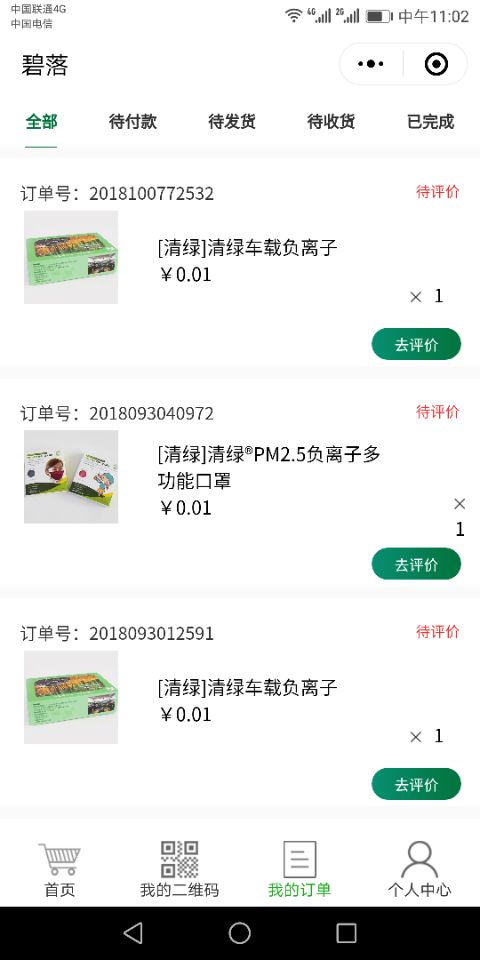 中国联通4G
中国电信
4G 2G 中午11:02
碧落
全部 待付款 待发货 待收货 已完成
订单号：2018100772532 待评价
[清绿]清绿车载负离子
￥0.01
× 1
去评价
订单号：2018093040972 待评价
[清绿]清绿®PM2.5负离子多
功能口罩
￥0.01
×
1
去评价
订单号：2018093012591 待评价
[清绿]清绿车载负离子
￥0.01
× 1
去评价
首页 我的二维码 我的订单 个人中心